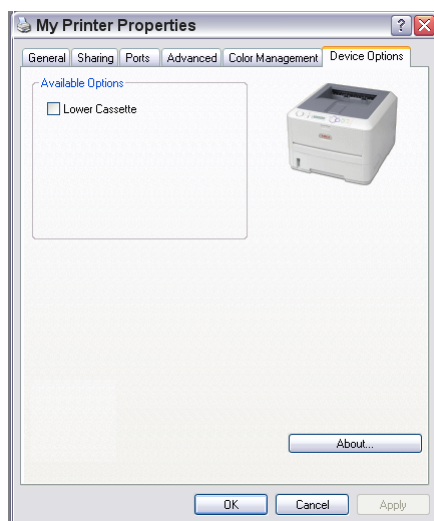 My Printer Properties
?
X
General Sharing Ports Advanced Color Management Device Options
Available Options
Lower Cassette
OKI
About...
OK Cancel Apply